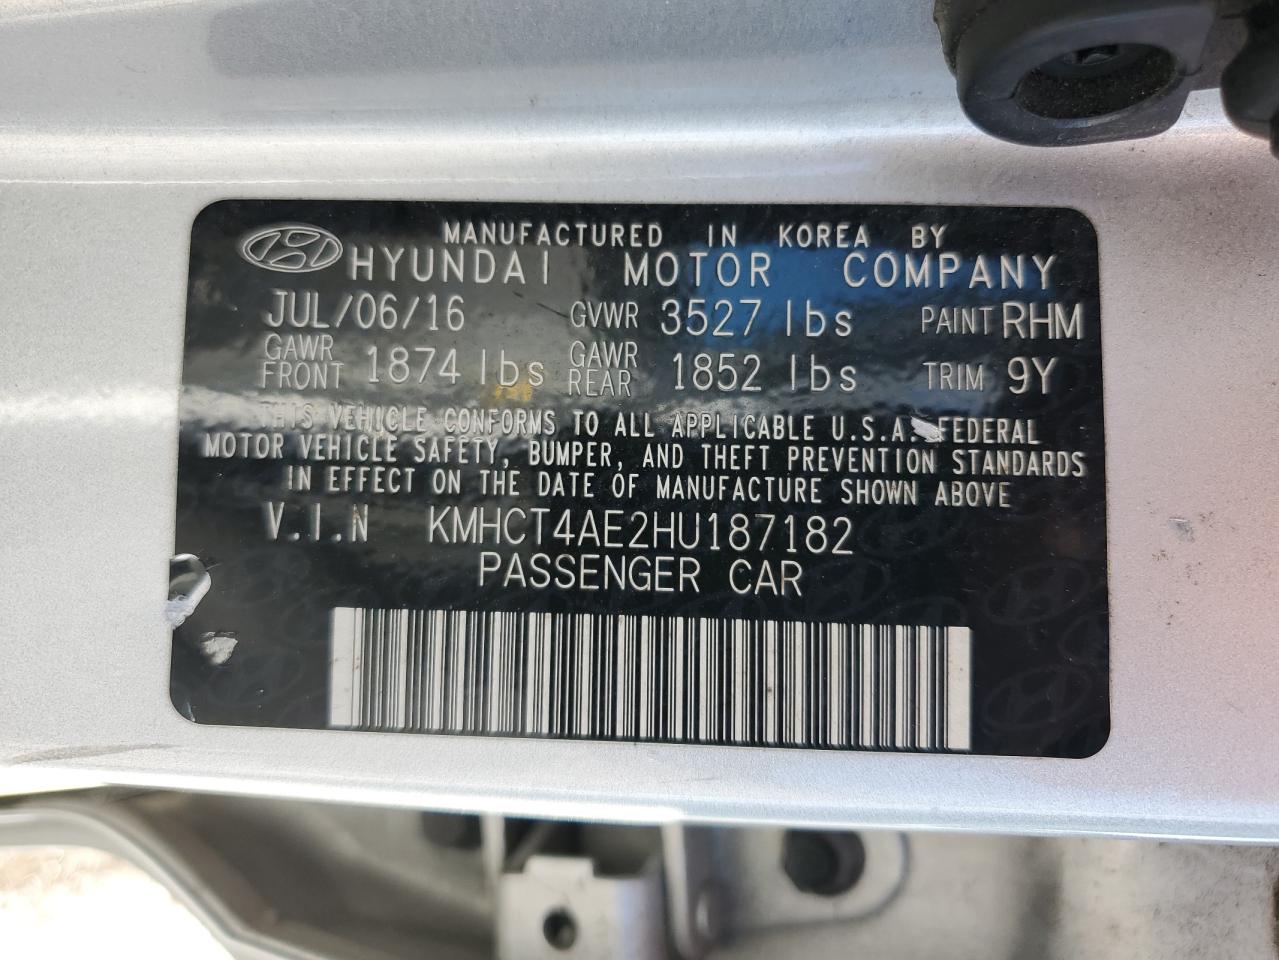 MANUFACTURED IN KOREA BY
HYUNDAI MOTOR COMPANY
JUL/06/16 GVWR 3527 lbs PAINT RHM
GAWR FRONT 1874 lbs GAWR REAR 1852 lbs TRIM 9Y
THIS VEHICLE CONFORMS TO ALL APPLICABLE U.S.A. FEDERAL
MOTOR VEHICLE SAFETY, BUMPER, AND THEFT PREVENTION STANDARDS
IN EFFECT ON THE DATE OF MANUFACTURE SHOWN ABOVE
V.I.N KMHCT4AE2HU187182
PASSENGER CAR